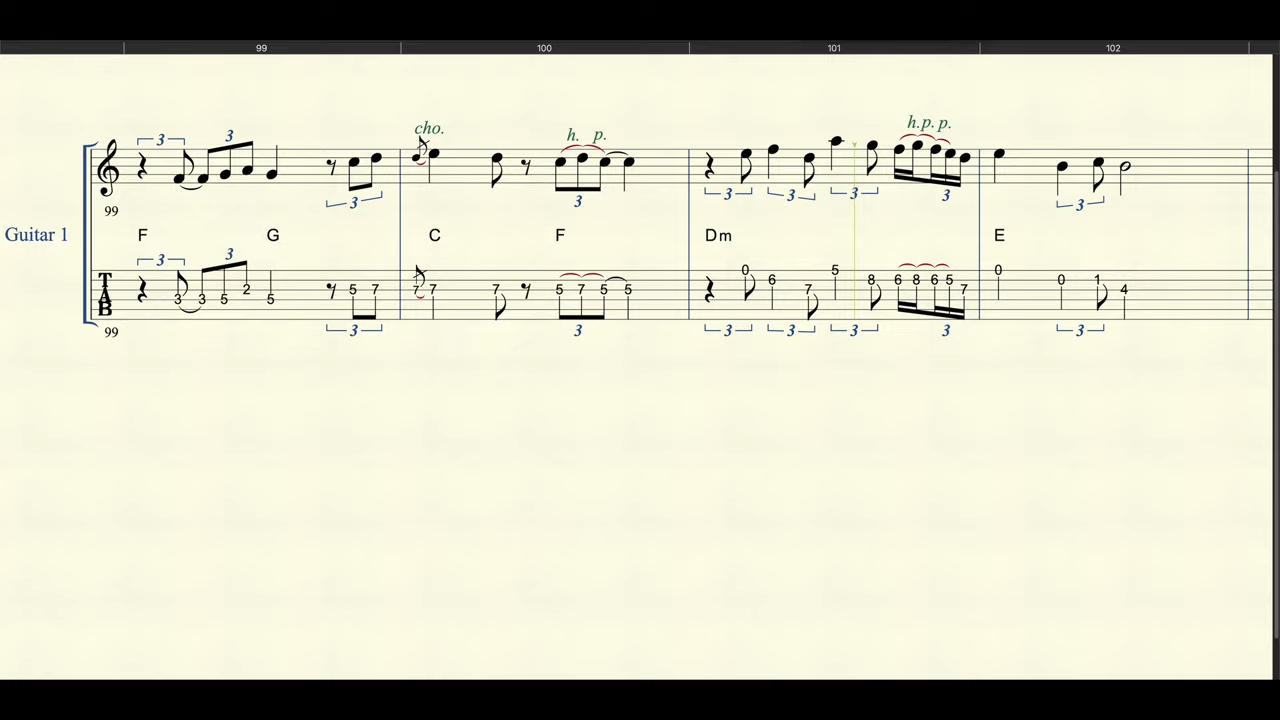 99 100 101 102
cho. h. p. h.p. p.
3 3
3 3 3 3 3 3 3
99
Guitar 1 F G C F Dm E
3 3
0 5 0
6 8 6 8 6 5 0 1
2 5 7 7 7 7 5 7 5 5 7 7 4
3 3 5 5
TAB
99 3 3 3 3 3 3 3